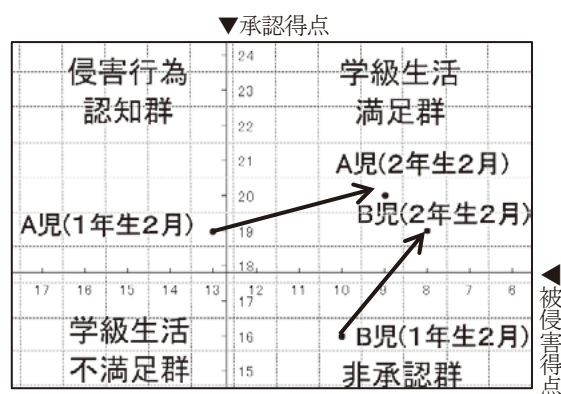 ▼承認得点
侵害行為
認知群
学級生活
満足群
24
23
22
21
20
19
18
17
16
15
A児(2年生2月)
B児(2年生2月)
A児(1年生2月)
17 16 15 14 13 12 11 10 9 8 7 6
学級生活
不満足群
B児(1年生2月)
非承認群
◀被侵害得点